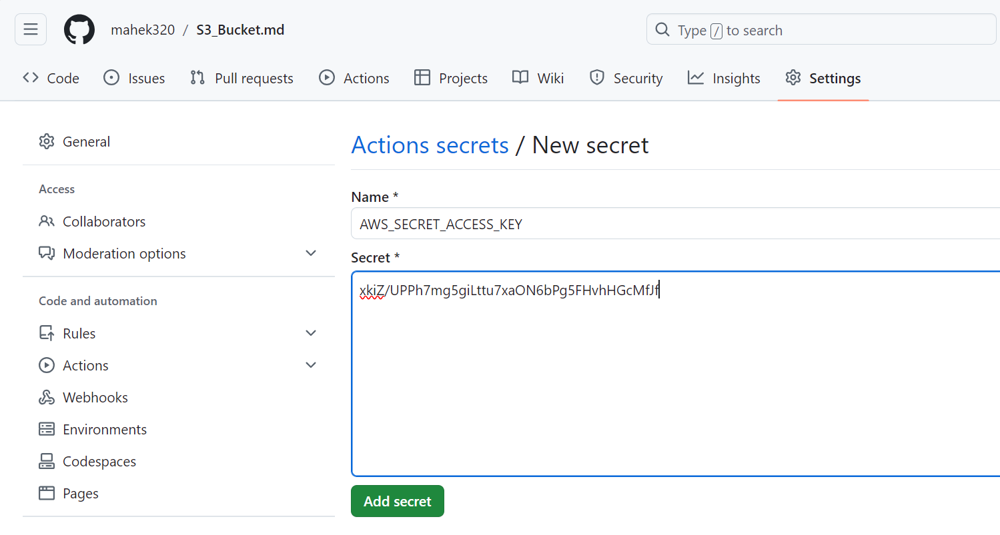 mahek320 / S3_Bucket.md
Type / to search
Code Issues Pull requests Actions Projects Wiki Security Insights Settings
General
Access
Collaborators
Moderation options
Code and automation
Rules
Actions
Webhooks
Environments
Codespaces
Pages
Actions secrets / New secret
Name *
AWS_SECRET_ACCESS_KEY
Secret *
xkiZ/UPPh7mg5giLttu7xaON6bPg5FHvhHGcMfJf
Add secret